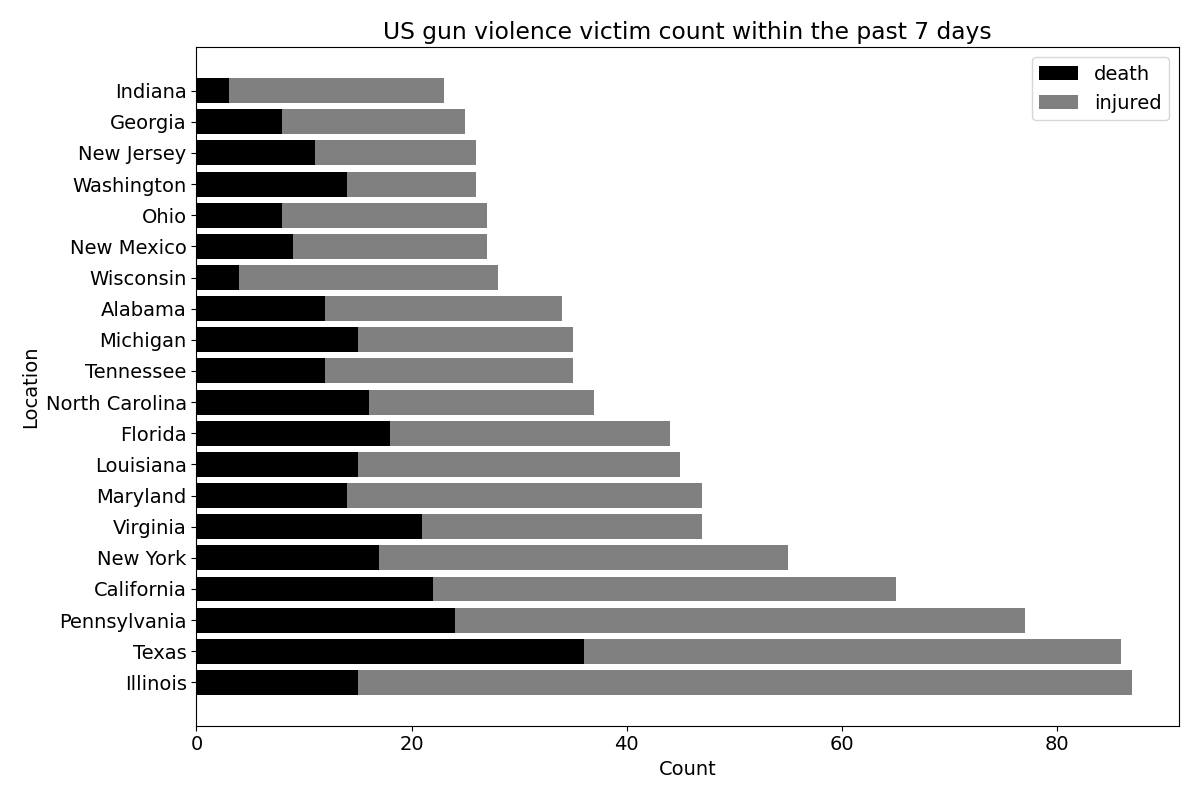 US gun violence victim count within the past 7 days
death
injured
Indiana
Georgia
New Jersey
Washington
Ohio
New Mexico
Wisconsin
Alabama
Michigan
Tennessee
North Carolina
Florida
Louisiana
Maryland
Virginia
New York
California
Pennsylvania
Texas
Illinois
Location
0 20 40 60 80
Count